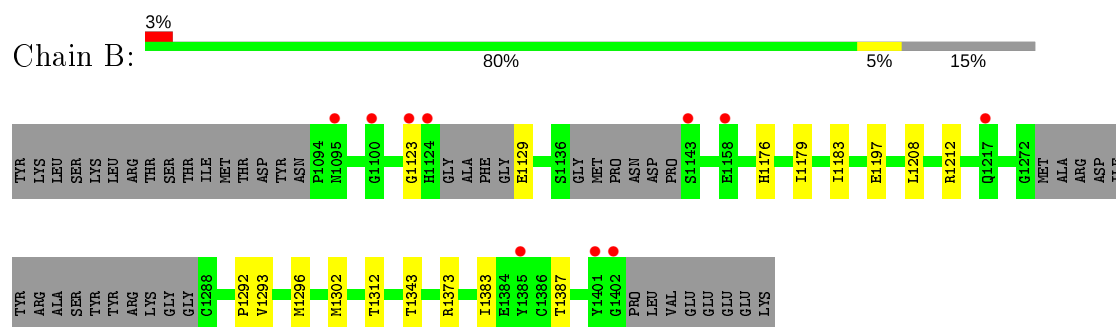 3%
Chain B:
80% 5% 15%
TYR LYS LEU SER SER LYS LEU ARG THR SER THR ILE MET THR ASP TYR ASN P1094 N1095 G1100 G1123 H1124 GLY ALA PHE GLY E1129 S1136 GLY MET PRO ASN ASP PRO S1143 E1158 H1176 I1179 I1183 E1197 L1208 R1212 Q1217 G1272 MET ALA ARG ASP
TYR ARG ALA SER TYR TYR ARG LYS GLY GLY C1288 P1292 V1293 M1296 M1302 T1312 T1343 R1373 I1383 E1384 Y1385 C1386 T1387 Y1401 G1402 PRO LEU VAL GLU GLU GLU GLU LYS